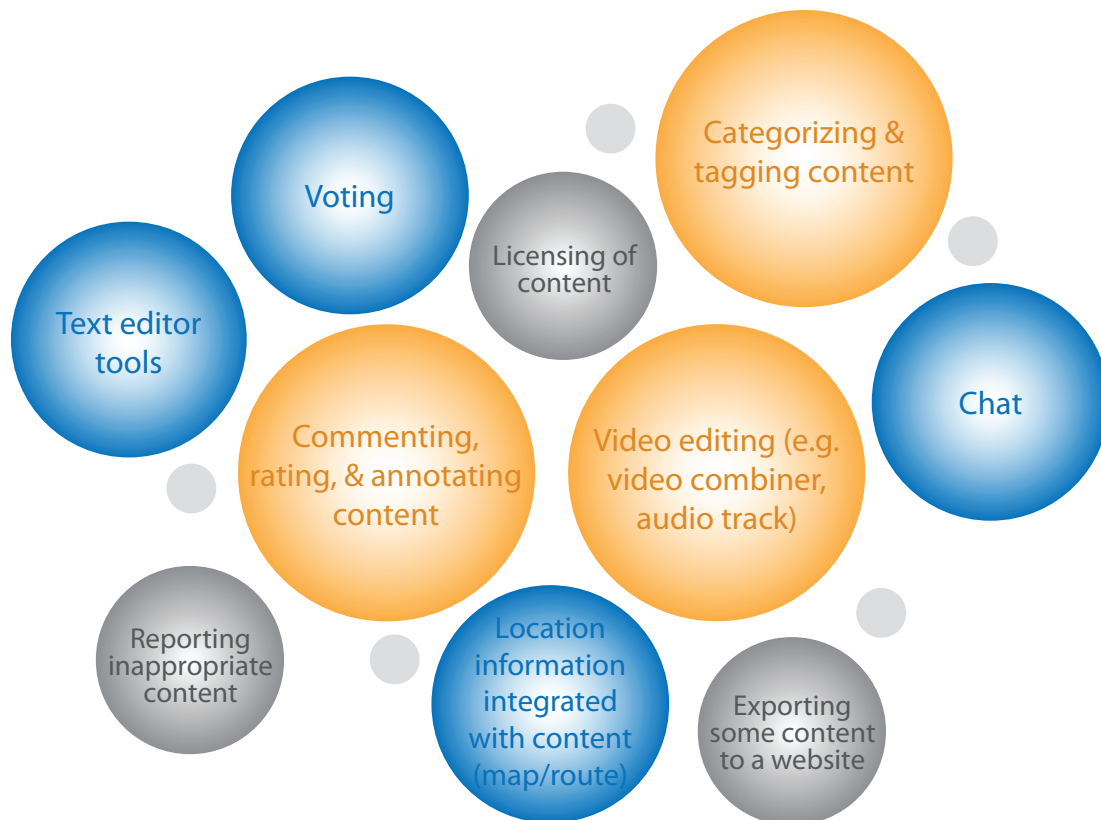 Categorizing &
tagging content
Voting
Licensing of
content
Text editor
tools
Chat
Commenting,
rating, & annotating
content
Video editing (e.g.
video combiner,
audio track)
Reporting
inappropriate
content
Location
information
integrated
with content
(map/route)
Exporting
some content
to a website